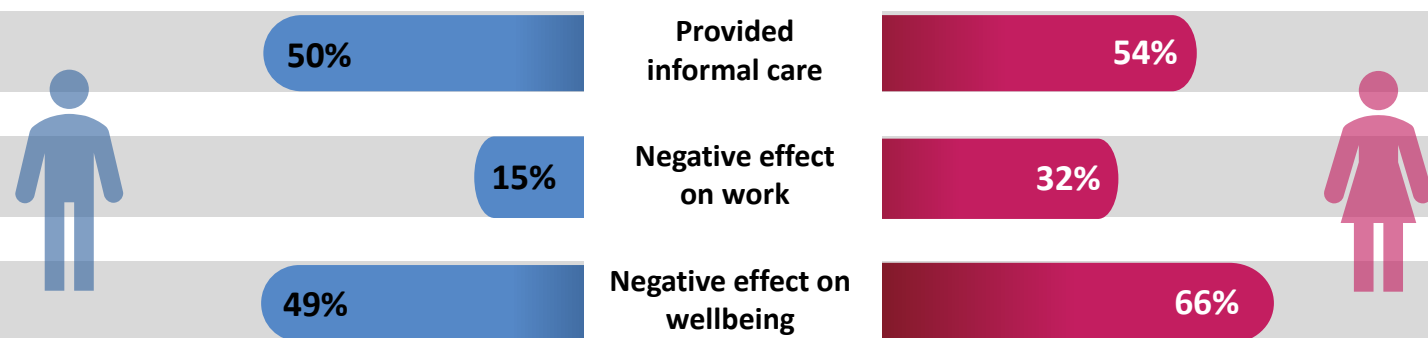 50%
Provided
informal care
54%
15%
Negative effect
on work
32%
49%
Negative effect on
wellbeing
66%